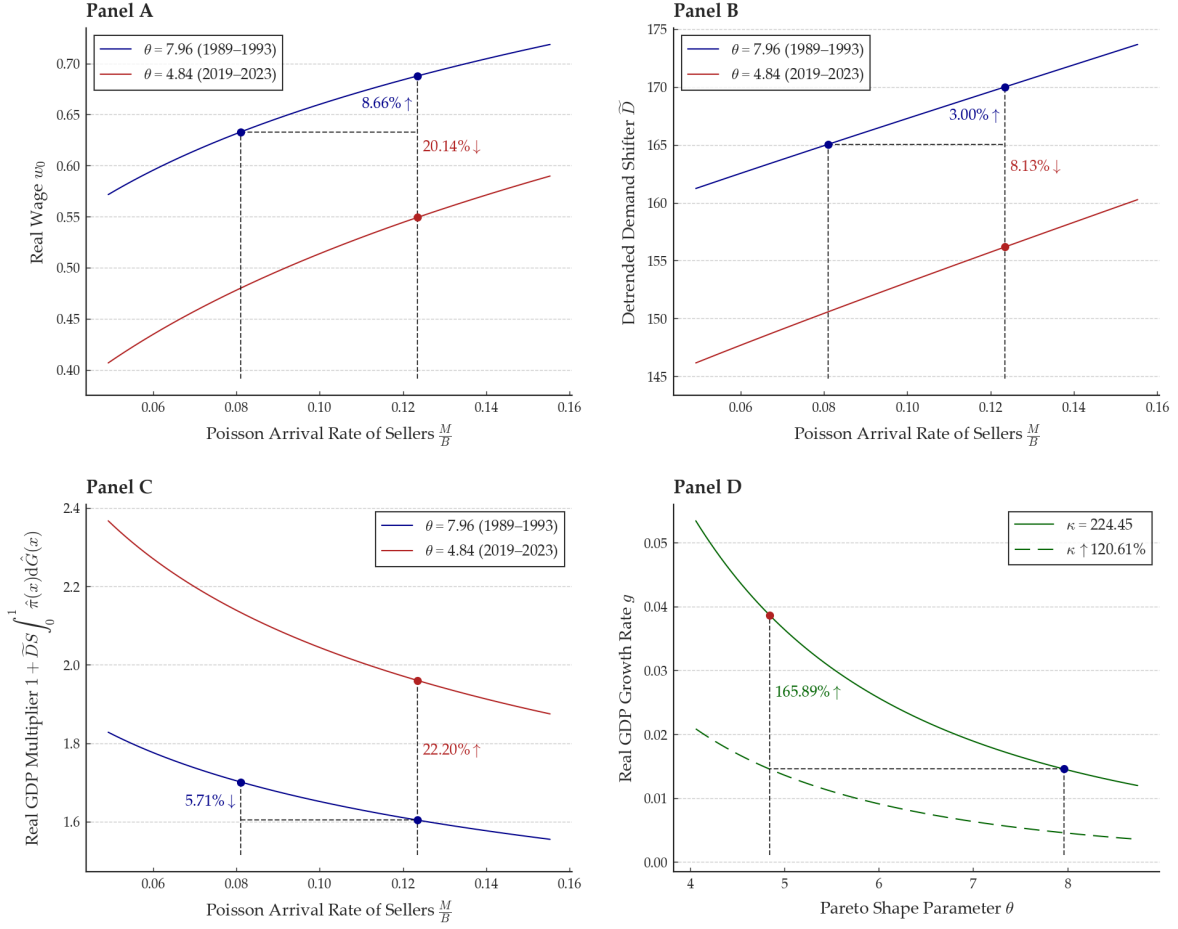 Panel A
θ = 7.96 (1989–1993)
θ = 4.84 (2019–2023)
Real Wage w₀
0.70
0.65
0.60
0.55
0.50
0.45
0.40
8.66% ↑
20.14% ↓
0.06 0.08 0.10 0.12 0.14 0.16
Poisson Arrival Rate of Sellers M/B
Panel B
θ = 7.96 (1989–1993)
θ = 4.84 (2019–2023)
Detrended Demand Shifter D̃
175
170
165
160
155
150
145
3.00% ↑
8.13% ↓
0.06 0.08 0.10 0.12 0.14 0.16
Poisson Arrival Rate of Sellers M/B
Panel C
θ = 7.96 (1989–1993)
θ = 4.84 (2019–2023)
Real GDP Multiplier 1 + D̃S ∫₀¹ π̂(x)dĜ(x)
2.4
2.2
2.0
1.8
1.6
5.71% ↓
22.20% ↑
0.06 0.08 0.10 0.12 0.14 0.16
Poisson Arrival Rate of Sellers M/B
Panel D
κ = 224.45
κ ↑ 120.61%
Real GDP Growth Rate g
0.05
0.04
0.03
0.02
0.01
0.00
165.89% ↑
4 5 6 7 8
Pareto Shape Parameter θ